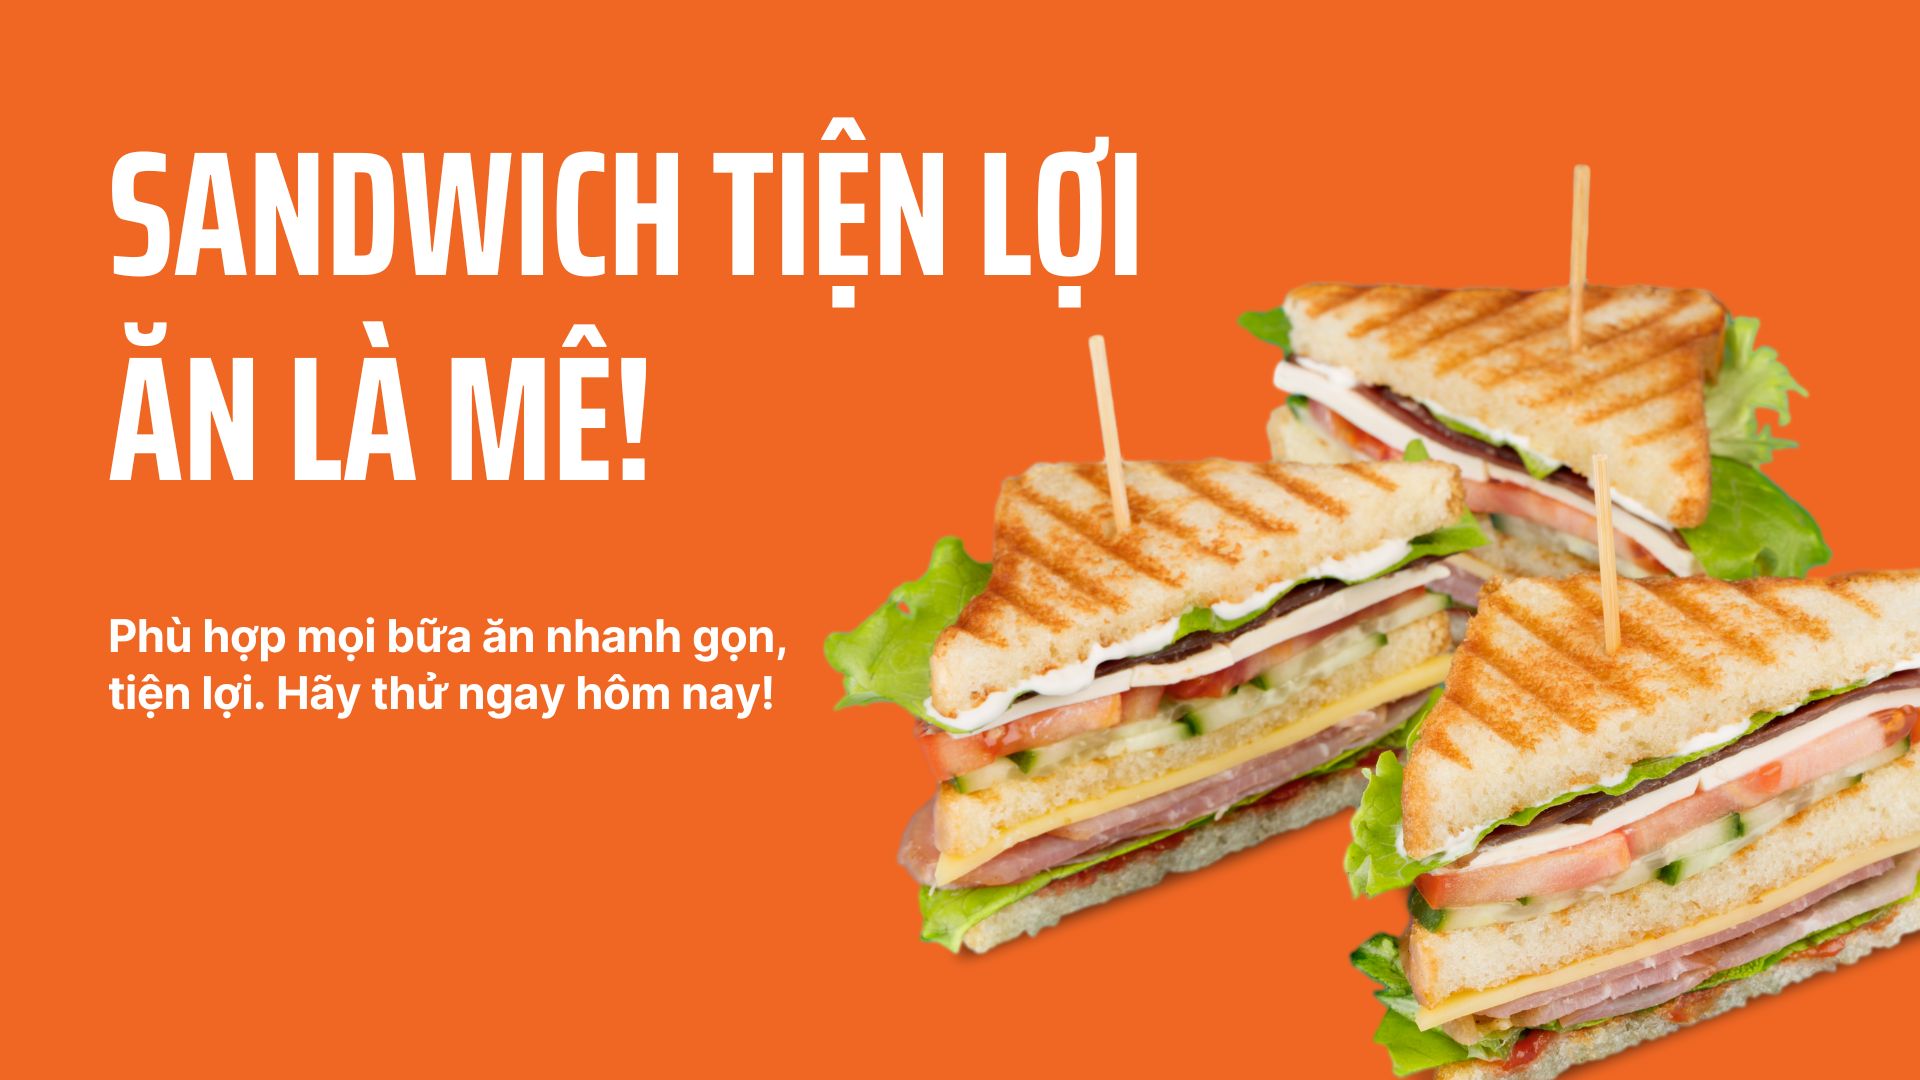 SANDWICH TIỆN LỢI
ĂN LÀ MÊ!
Phù hợp mọi bữa ăn nhanh gọn,
tiện lợi. Hãy thử ngay hôm nay!